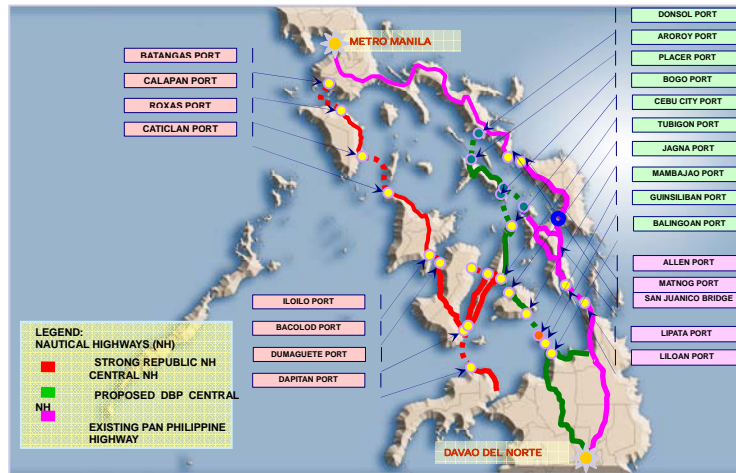 METRO MANILA
BATANGAS PORT
CALAPAN PORT
ROXAS PORT
CATICLAN PORT
DONSOL PORT
AROROY PORT
PLACER PORT
BOGO PORT
CEBU CITY PORT
TUBIGON PORT
JAGNA PORT
MAMBAJAO PORT
GUINSILIBAN PORT
BALINGOAN PORT
ALLEN PORT
MATNOG PORT
SAN JUANICO BRIDGE
LIPATA PORT
LILOAN PORT
ILOILO PORT
BACOLOD PORT
DUMAGUETE PORT
DAPITAN PORT
LEGEND:
NAUTICAL HIGHWAYS (NH)
STRONG REPUBLIC NH
CENTRAL NH
PROPOSED DBP CENTRAL
NH
EXISTING PAN PHILIPPINE
HIGHWAY
DAVAO DEL NORTE